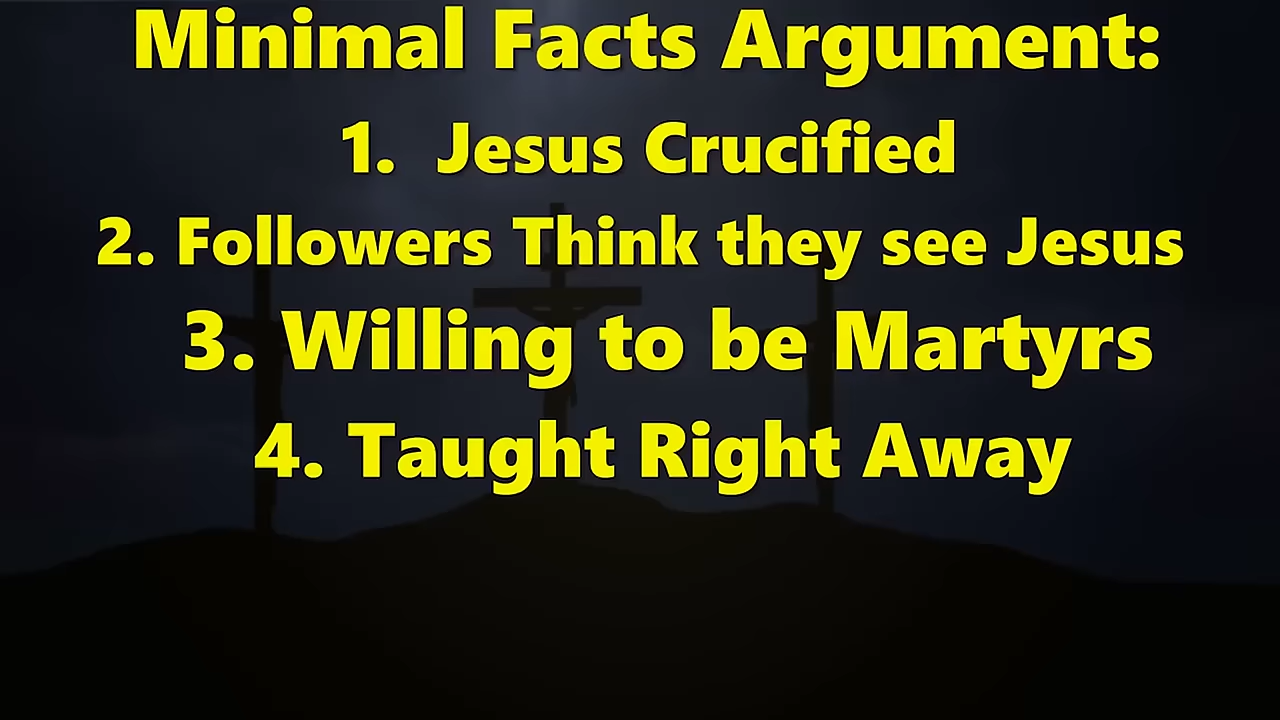 Minimal Facts Argument:
1. Jesus Crucified
2. Followers Think they see Jesus
3. Willing to be Martyrs
4. Taught Right Away